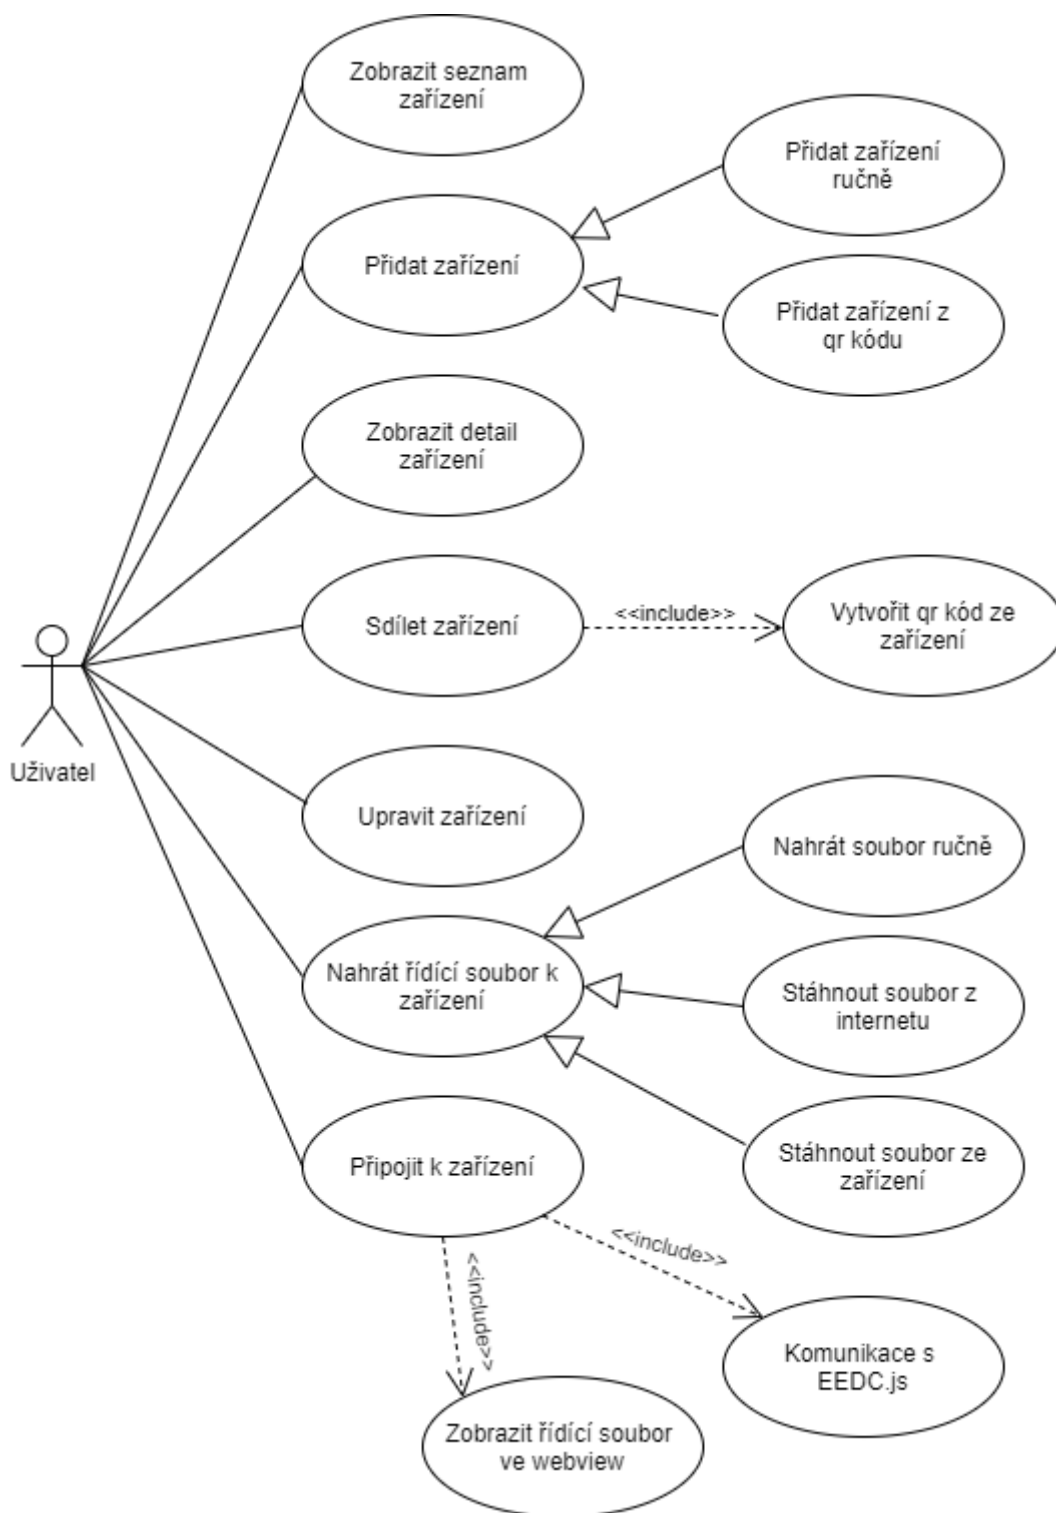 Zobrazit seznam
zařízení
Přidat zařízení
ručně
Přidat zařízení
Přidat zařízení z
qr kódu
Zobrazit detail
zařízení
Sdílet zařízení
<<include>>
Vytvořit qr kód ze
zařízení
Uživatel
Upravit zařízení
Nahrát soubor ručně
Nahrát řídící soubor k
zařízení
Stáhnout soubor z
internetu
Připojit k zařízení
Stáhnout soubor ze
zařízení
<<include>>
<<include>>
Komunikace s
EEDC.js
Zobrazit řídící soubor
ve webview